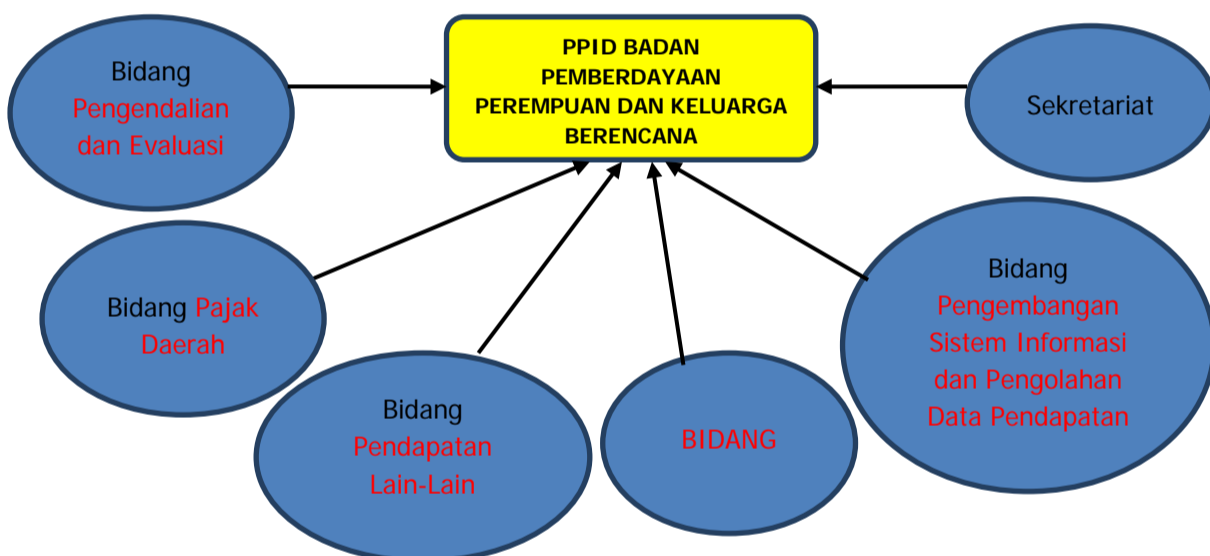 PPID BADAN
PEMBERDAYAAN
PEREMPUAN DAN KELUARGA
BERENCANA
Bidang
Pengendalian
dan Evaluasi
Sekretariat
Bidang Pajak
Daerah
Bidang
Pendapatan
Lain-Lain
BIDANG
Bidang
Pengembangan
Sistem Informasi
dan Pengolahan
Data Pendapatan